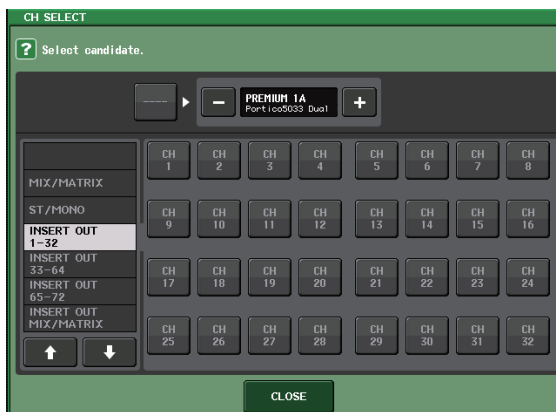 CH SELECT
? Select candidate.
----
− PREMIUM 1A +
Portico5033 Dual
MIX/MATRIX
ST/MONO
INSERT OUT
1-32
INSERT OUT
33-64
INSERT OUT
65-72
INSERT OUT
MIX/MATRIX
CH 1 CH 2 CH 3 CH 4 CH 5 CH 6 CH 7 CH 8
CH 9 CH 10 CH 11 CH 12 CH 13 CH 14 CH 15 CH 16
CH 17 CH 18 CH 19 CH 20 CH 21 CH 22 CH 23 CH 24
CH 25 CH 26 CH 27 CH 28 CH 29 CH 30 CH 31 CH 32
CLOSE